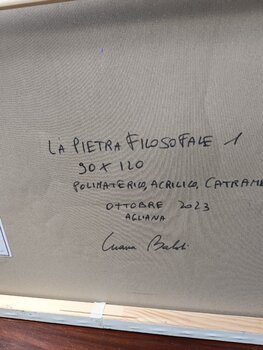 LA PIETRA FILOSOFALE 1
90 X 120
POLIMATERICO, ACRILICO, CATRAME
OTTOBRE 2023
AGLIANA